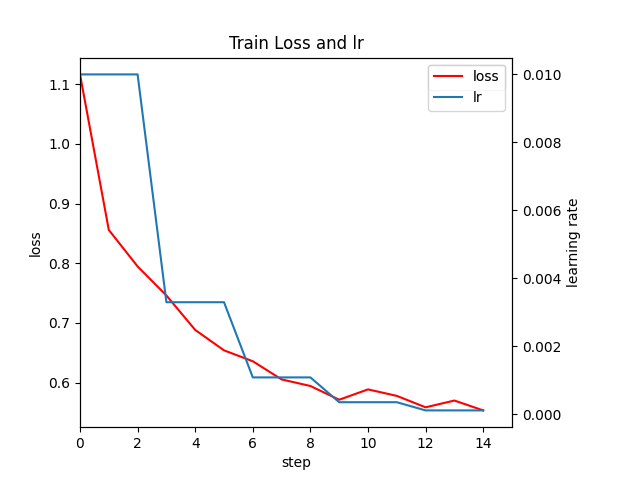 Train Loss and lr
loss
lr
1.1
1.0
0.9
0.8
0.7
0.6
loss
0.010
0.008
0.006
0.004
0.002
0.000
learning rate
0 2 4 6 8 10 12 14
step